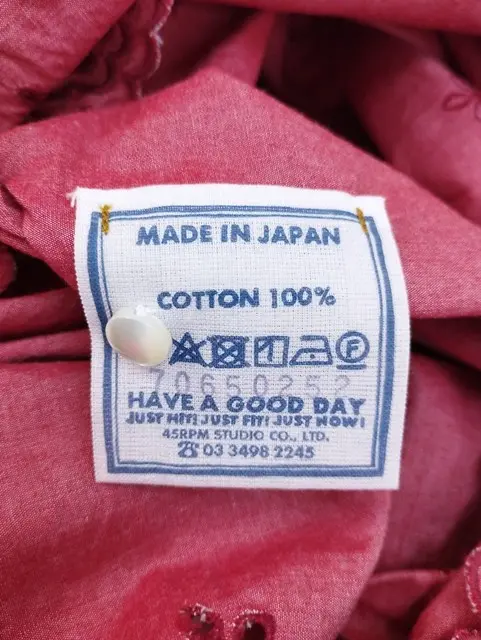 MADE IN JAPAN
COTTON 100%
70650252
HAVE A GOOD DAY
JUST HIT! JUST FIT! JUST NOW!
45RPM STUDIO CO., LTD.
☎ 03 3498 2245